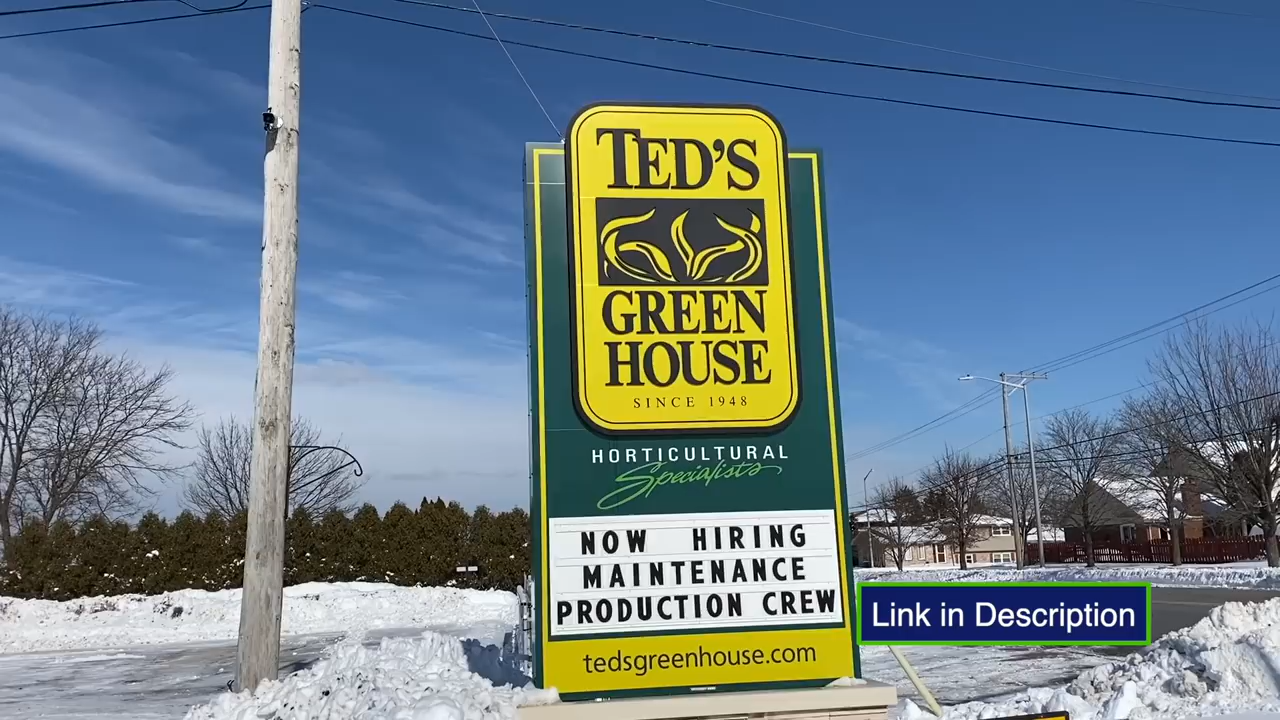 TED'S
GREEN
HOUSE
SINCE 1948
HORTICULTURAL
Specialists
NOW HIRING
MAINTENANCE
PRODUCTION CREW
tedsgreenhouse.com
Link in Description